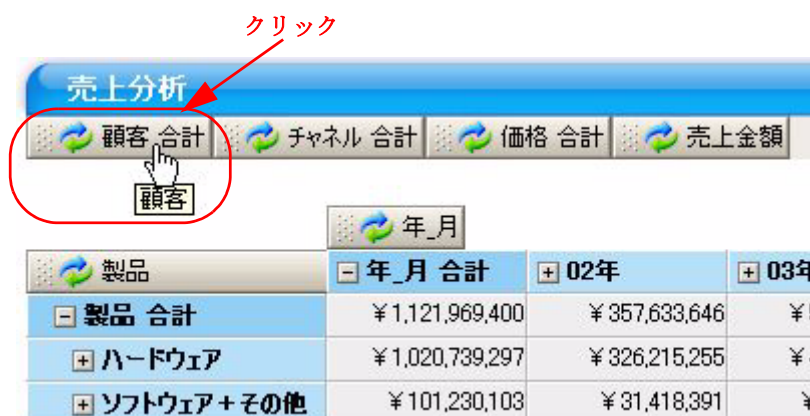 クリック
売上分析
顧客 合計 チャネル 合計 価格 合計 売上金額
顧客
年_月
製品 年_月 合計 02年 03年
製品 合計 ¥1,121,969,400 ¥357,633,646 ¥
ハードウェア ¥1,020,739,297 ¥326,215,255 ¥
ソフトウェア+その他 ¥101,230,103 ¥31,418,391